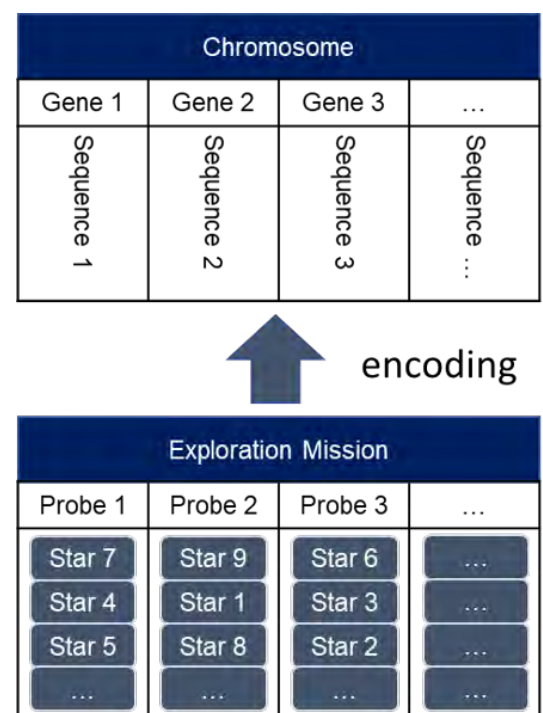 Chromosome
Gene 1 Gene 2 Gene 3 ...
Sequence 1 Sequence 2 Sequence 3 Sequence ...
encoding
Exploration Mission
Probe 1 Probe 2 Probe 3 ...
Star 7 Star 9 Star 6 ...
Star 4 Star 1 Star 3 ...
Star 5 Star 8 Star 2 ...
... ... ... ...